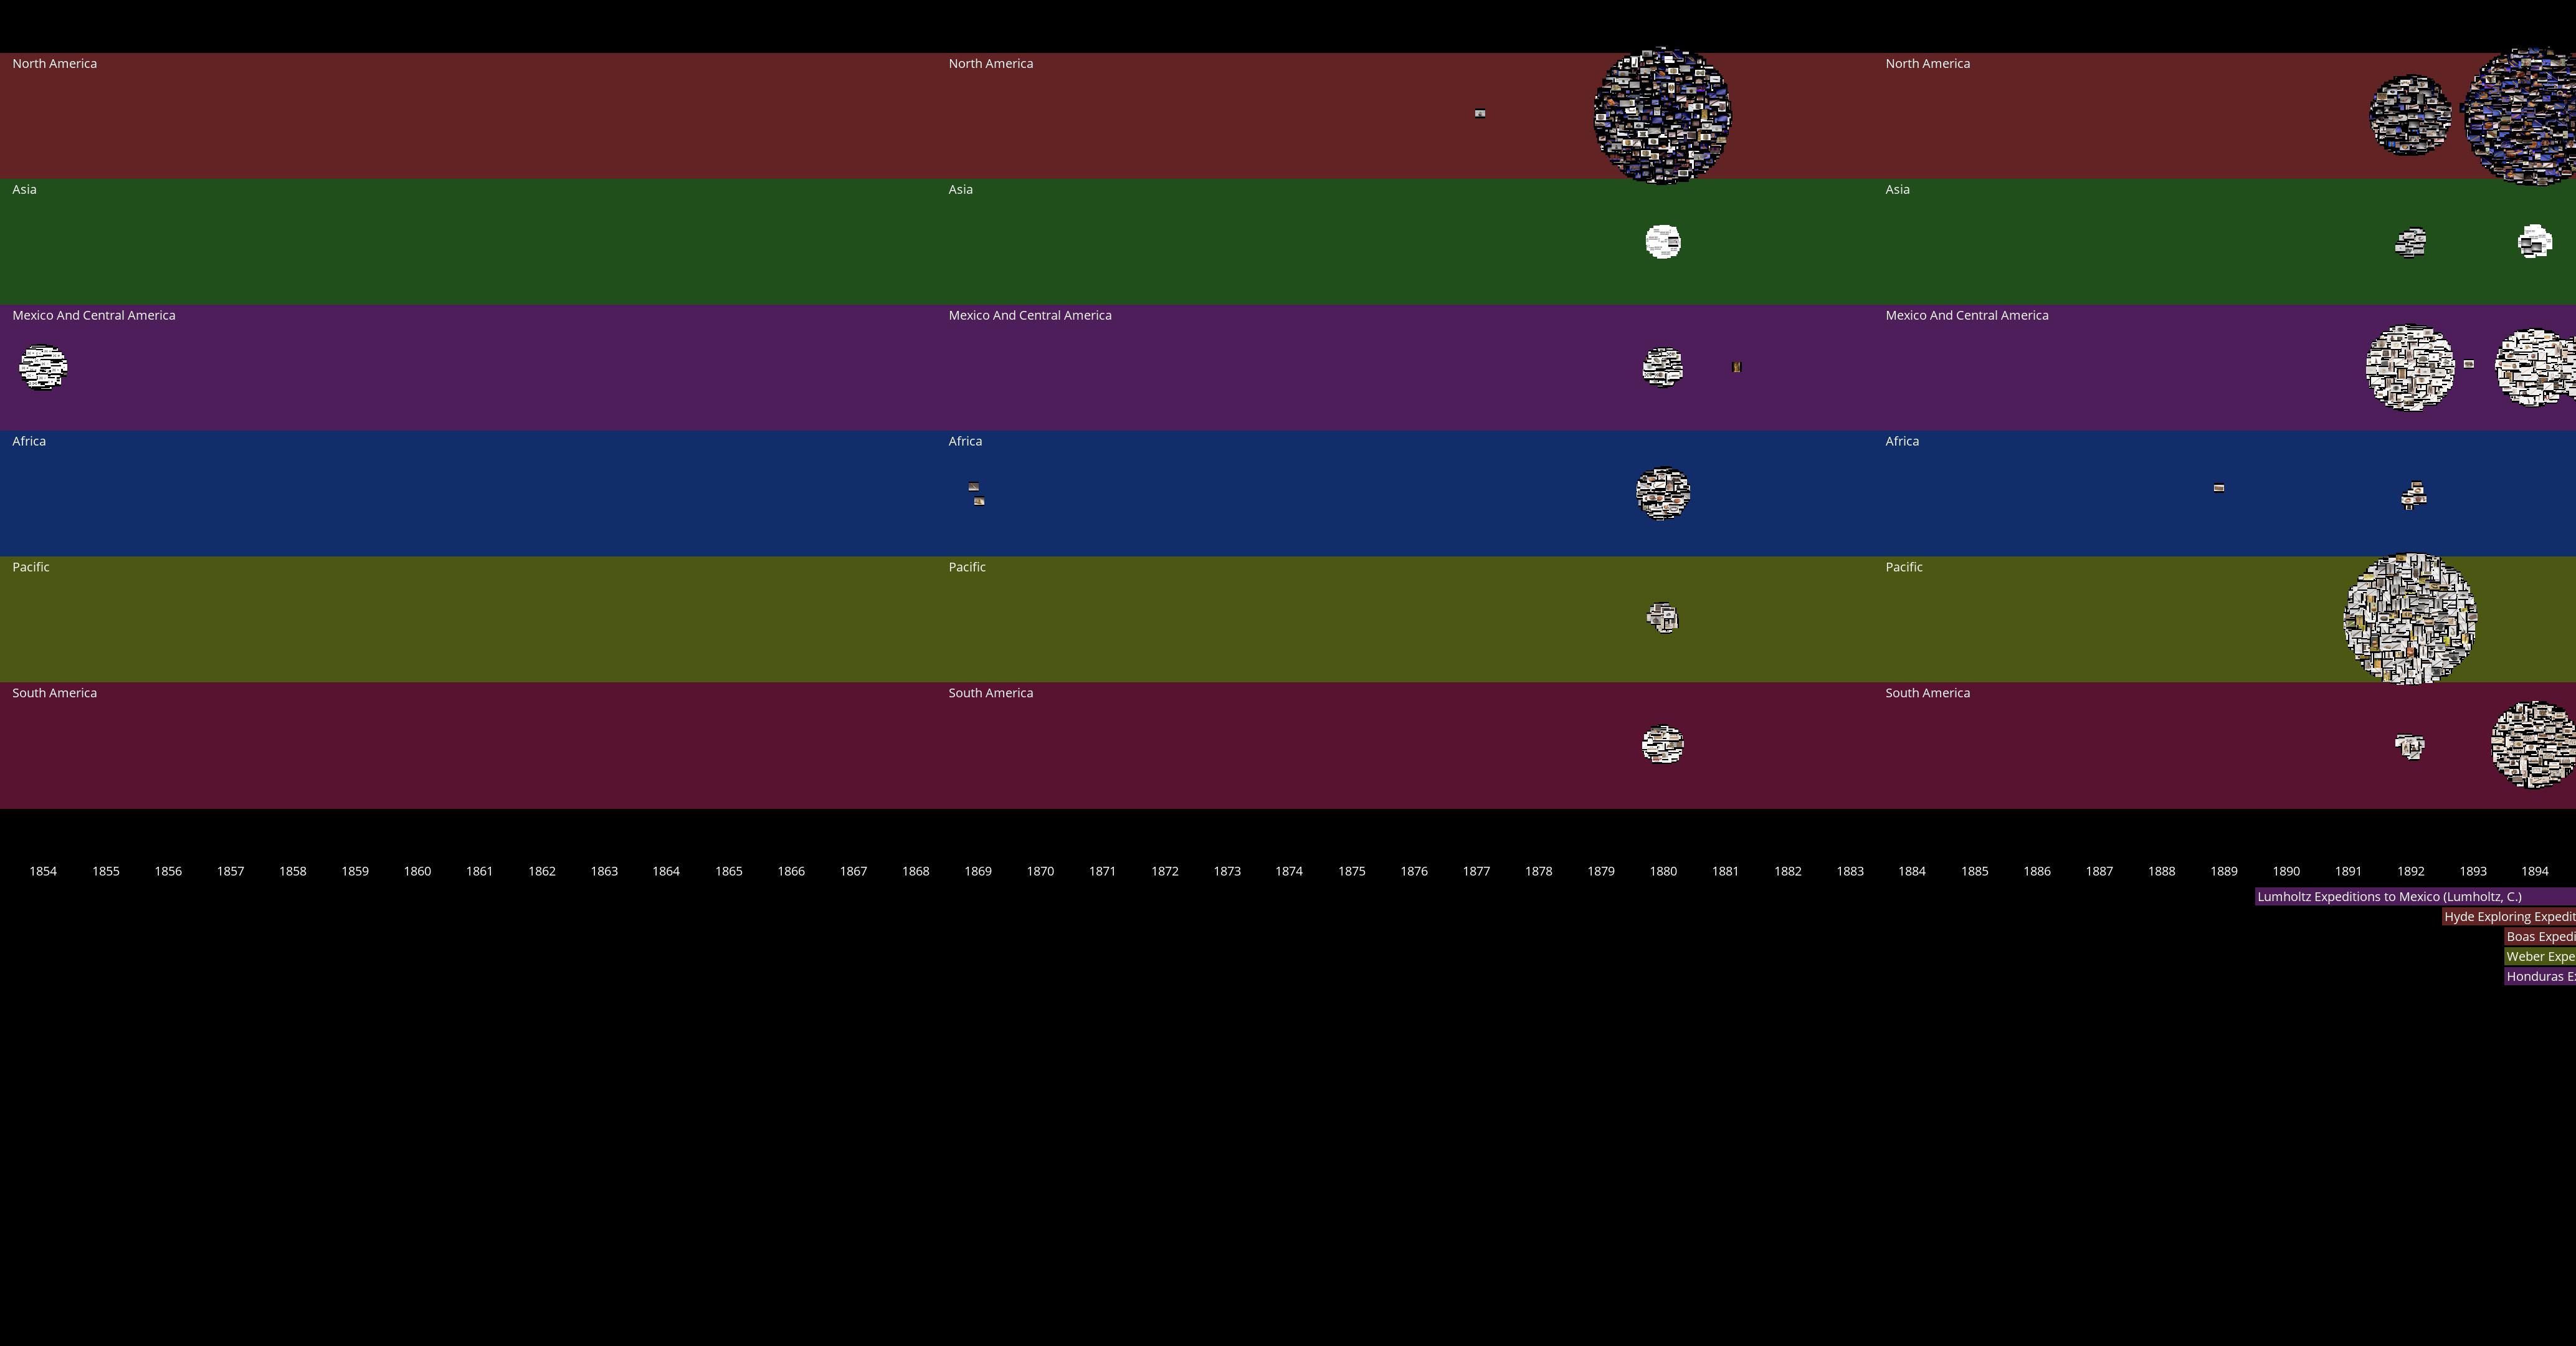 North America North America North America
Asia Asia Asia
Mexico And Central America Mexico And Central America Mexico And Central America
Africa Africa Africa
Pacific Pacific Pacific
South America South America South America
1854 1855 1856 1857 1858 1859 1860 1861 1862 1863 1864 1865 1866 1867 1868 1869 1870 1871 1872 1873 1874 1875 1876 1877 1878 1879 1880 1881 1882 1883 1884 1885 1886 1887 1888 1889 1890 1891 1892 1893 1894
Lumholtz Expeditions to Mexico (Lumholtz, C.)
Hyde Exploring Expedit
Boas Expedi
Weber Expe
Honduras E